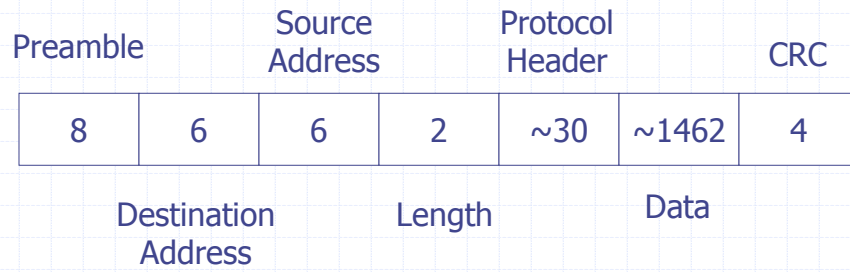 Source
Protocol
Preamble
Address
Header
CRC
8 6 6 2 ~30 ~1462 4
Destination
Address
Length
Data